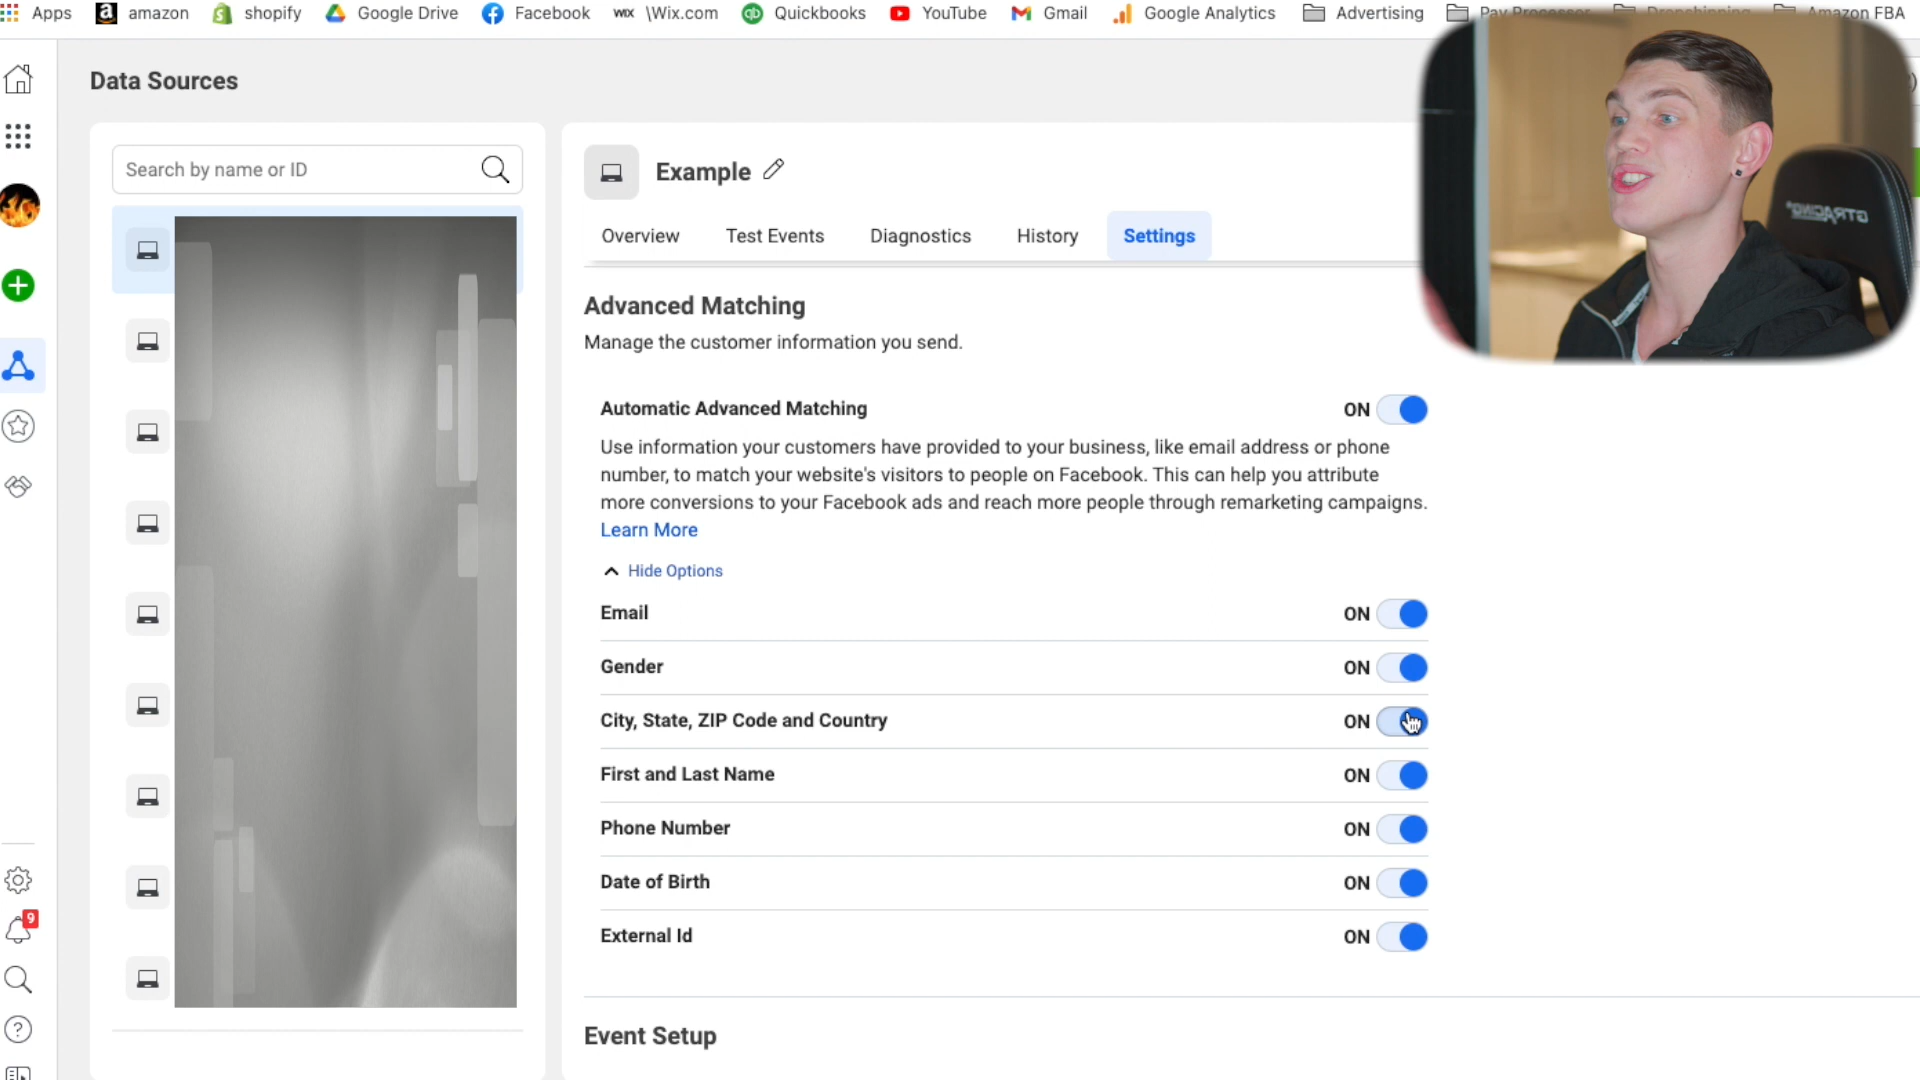 Apps
amazon
shopify
Google Drive
Facebook
WIX \Wix.com
Quickbooks
YouTube
Gmail
Google Analytics
Advertising
Pay Processor
Dropshipping
Amazon FBA
Data Sources
Search by name or ID
Example
Overview
Test Events
Diagnostics
History
Settings
GTRACING
Advanced Matching
Manage the customer information you send.
Automatic Advanced Matching
ON
Use information your customers have provided to your business, like email address or phone
number, to match your website's visitors to people on Facebook. This can help you attribute
more conversions to your Facebook ads and reach more people through remarketing campaigns.
Learn More
Hide Options
Email ON
Gender ON
City, State, ZIP Code and Country ON
First and Last Name ON
Phone Number ON
Date of Birth ON
External Id ON
9
Event Setup